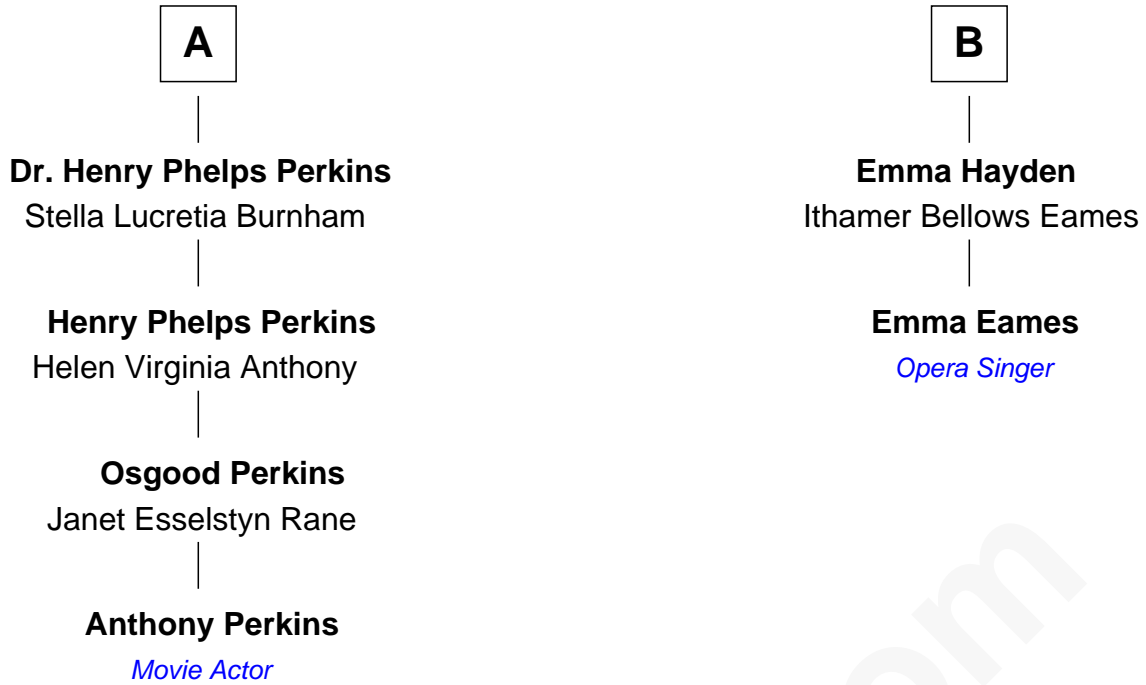 A
Dr. Henry Phelps Perkins
Stella Lucretia Burnham
Henry Phelps Perkins
Helen Virginia Anthony
Osgood Perkins
Janet Esselstyn Rane
Anthony Perkins
Movie Actor
B
Emma Hayden
Ithamer Bellows Eames
Emma Eames
Opera Singer
om